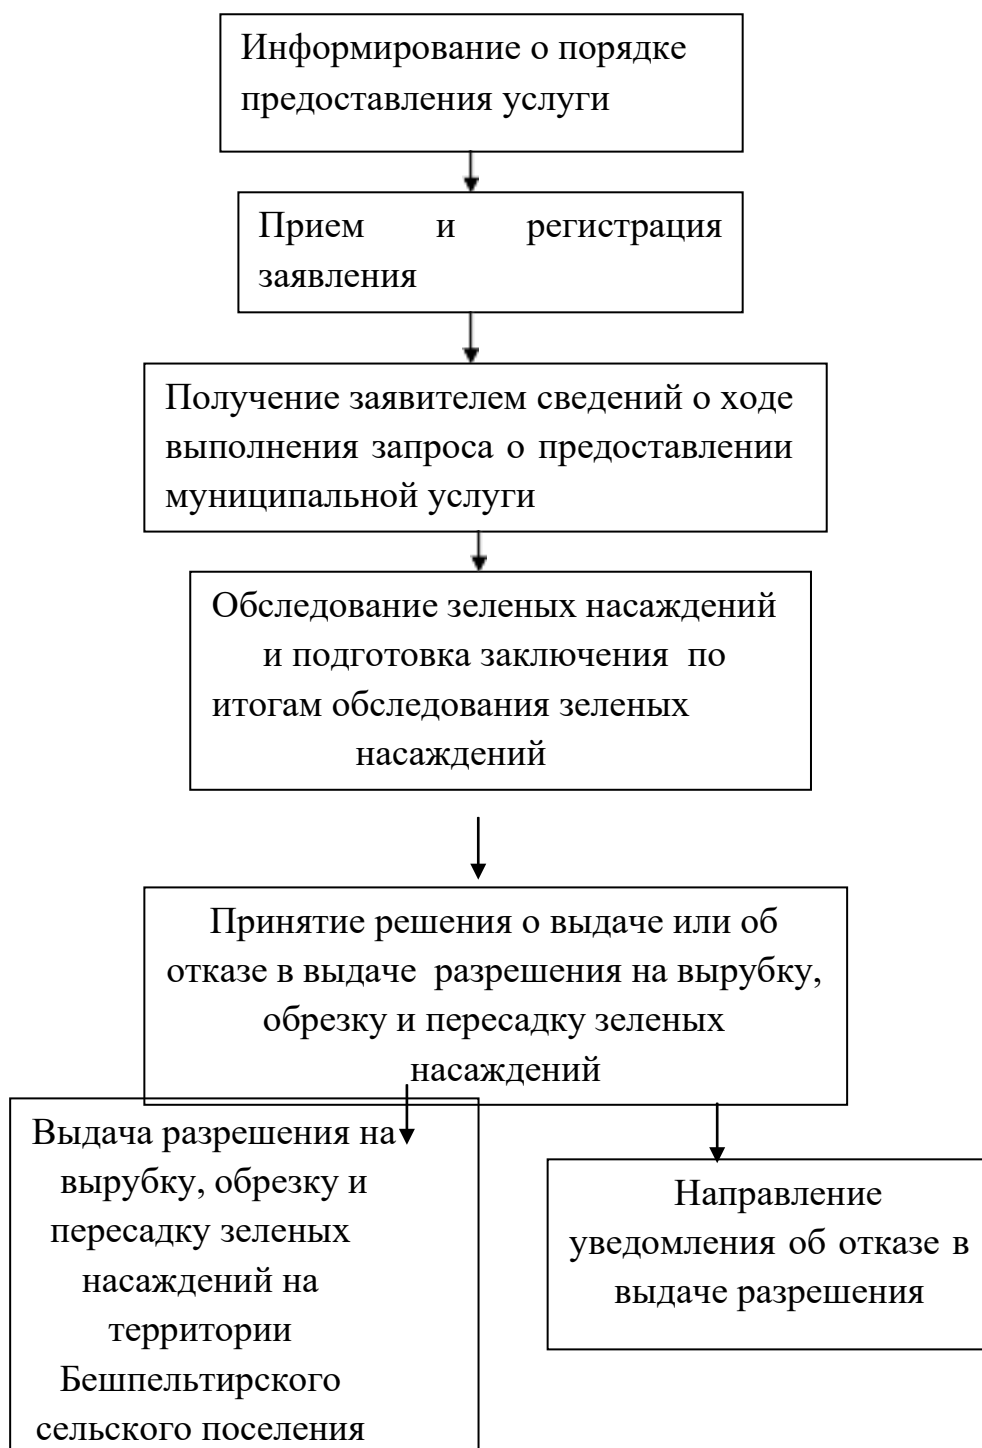 Информирование о порядке
предоставления услуги
Прием и регистрация
заявления
Получение заявителем сведений о ходе
выполнения запроса о предоставлении
муниципальной услуги
Обследование зеленых насаждений
и подготовка заключения по
итогам обследования зеленых
насаждений
Принятие решения о выдаче или об
отказе в выдаче разрешения на вырубку,
обрезку и пересадку зеленых
насаждений
Выдача разрешения на
вырубку, обрезку и
пересадку зеленых
насаждений на
территории
Бешпельтирского
сельского поселения
Направление
уведомления об отказе в
выдаче разрешения